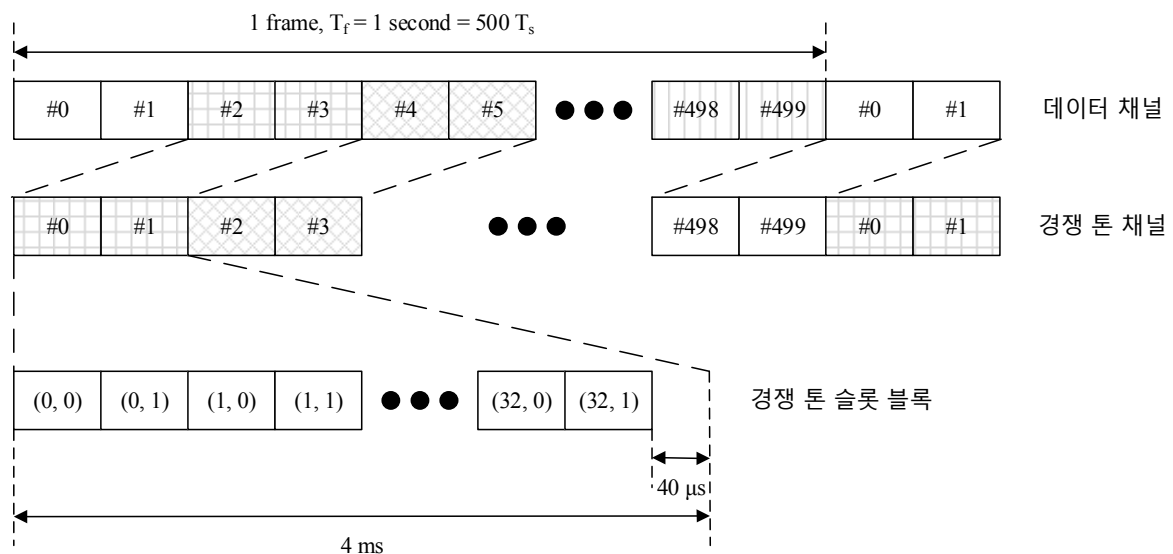 1 frame, Tf = 1 second = 500 Ts
#0 #1 #2 #3 #4 #5 #498 #499 #0 #1 데이터 채널
#0 #1 #2 #3 #498 #499 #0 #1 경쟁 톤 채널
(0, 0) (0, 1) (1, 0) (1, 1) (32, 0) (32, 1) 경쟁 톤 슬롯 블록
40 μs
4 ms